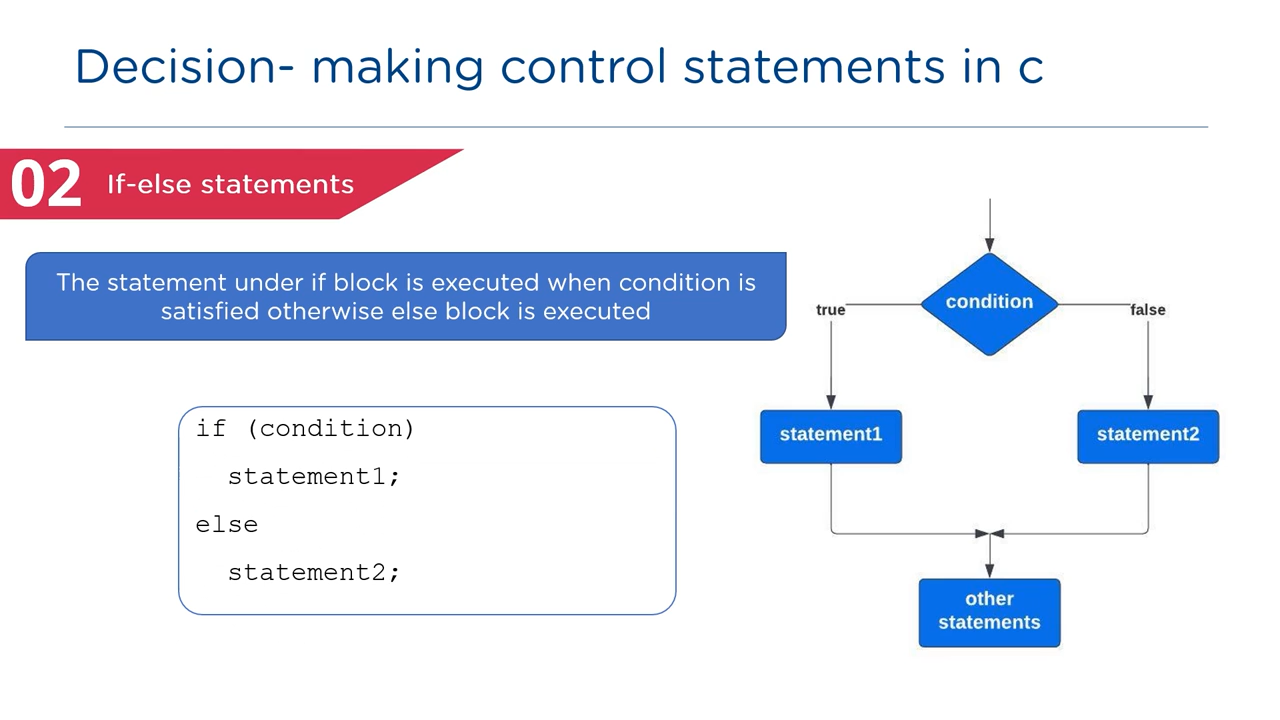 Decision- making control statements in c
02 If-else statements
The statement under if block is executed when condition is
satisfied otherwise else block is executed
if (condition)
statement1;
else
statement2;
condition
true
false
statement1
statement2
other
statements